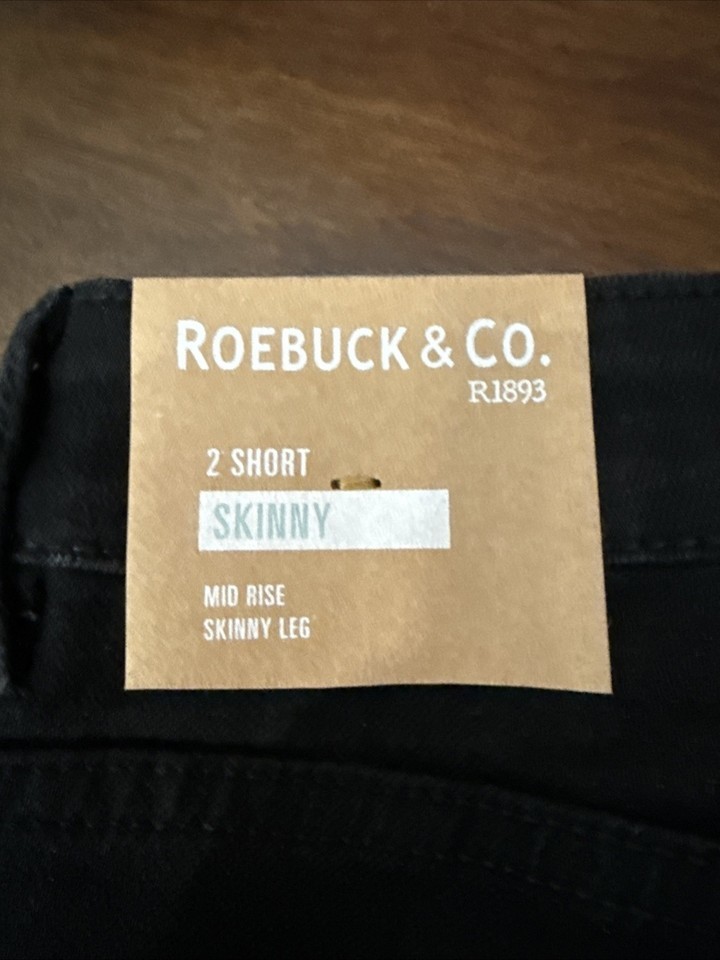 ROEBUCK & CO.
R1893
2 SHORT
SKINNY
MID RISE
SKINNY LEG